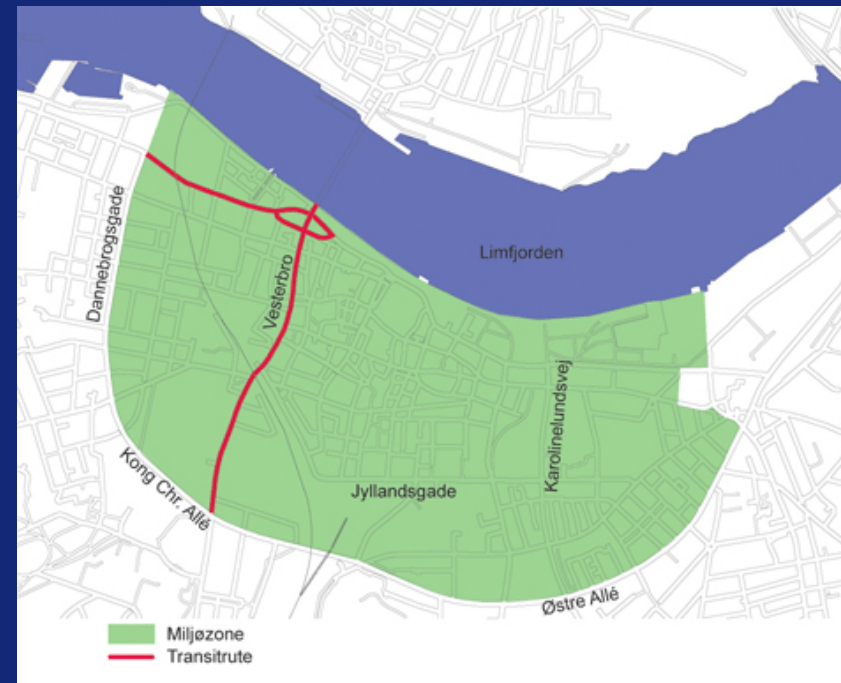 Limfjorden
Dannebrogsgade
Vesterbro
Karolinelundsvej
Jyllandsgade
Kong Chr. Allé
Østre Allé
Miljøzone
Transitrute